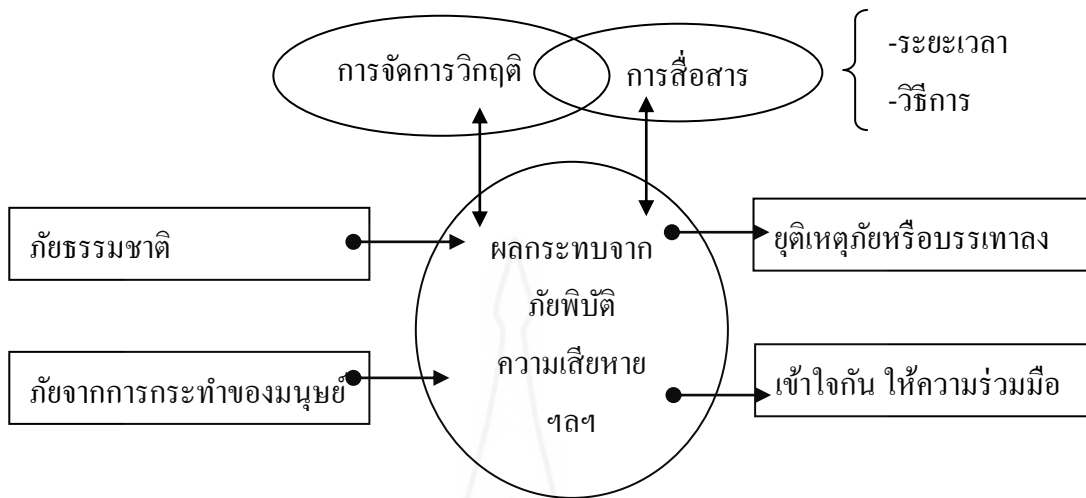 การจัดการวิกฤติ
การสื่อสาร
-ระยะเวลา
-วิธีการ
ภัยธรรมชาติ
ภัยจากการกระทำของมนุษย์
ผลกระทบจาก
ภัยพิบัติ
ความเสียหาย
ฯลฯ
ยุติเหตุภัยหรือบรรเทาลง
เข้าใจกัน ให้ความร่วมมือ